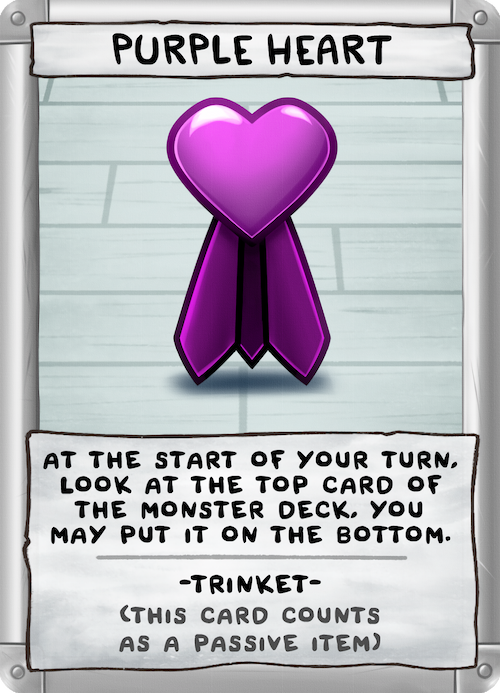 PURPLE HEART
AT THE START OF YOUR TURN,
LOOK AT THE TOP CARD OF
THE MONSTER DECK. YOU
MAY PUT IT ON THE BOTTOM.
-TRINKET-
(THIS CARD COUNTS
AS A PASSIVE ITEM)